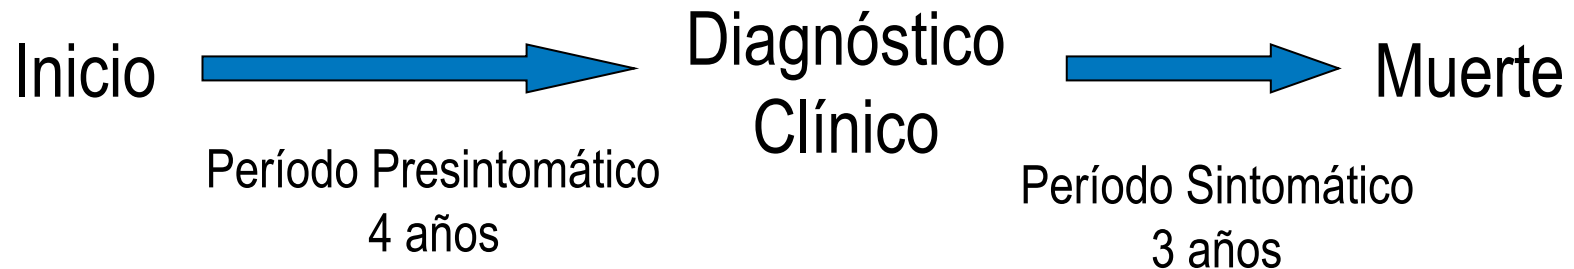 Inicio
Diagnóstico
Clínico
Muerte
Período Presintomático
4 años
Período Sintomático
3 años